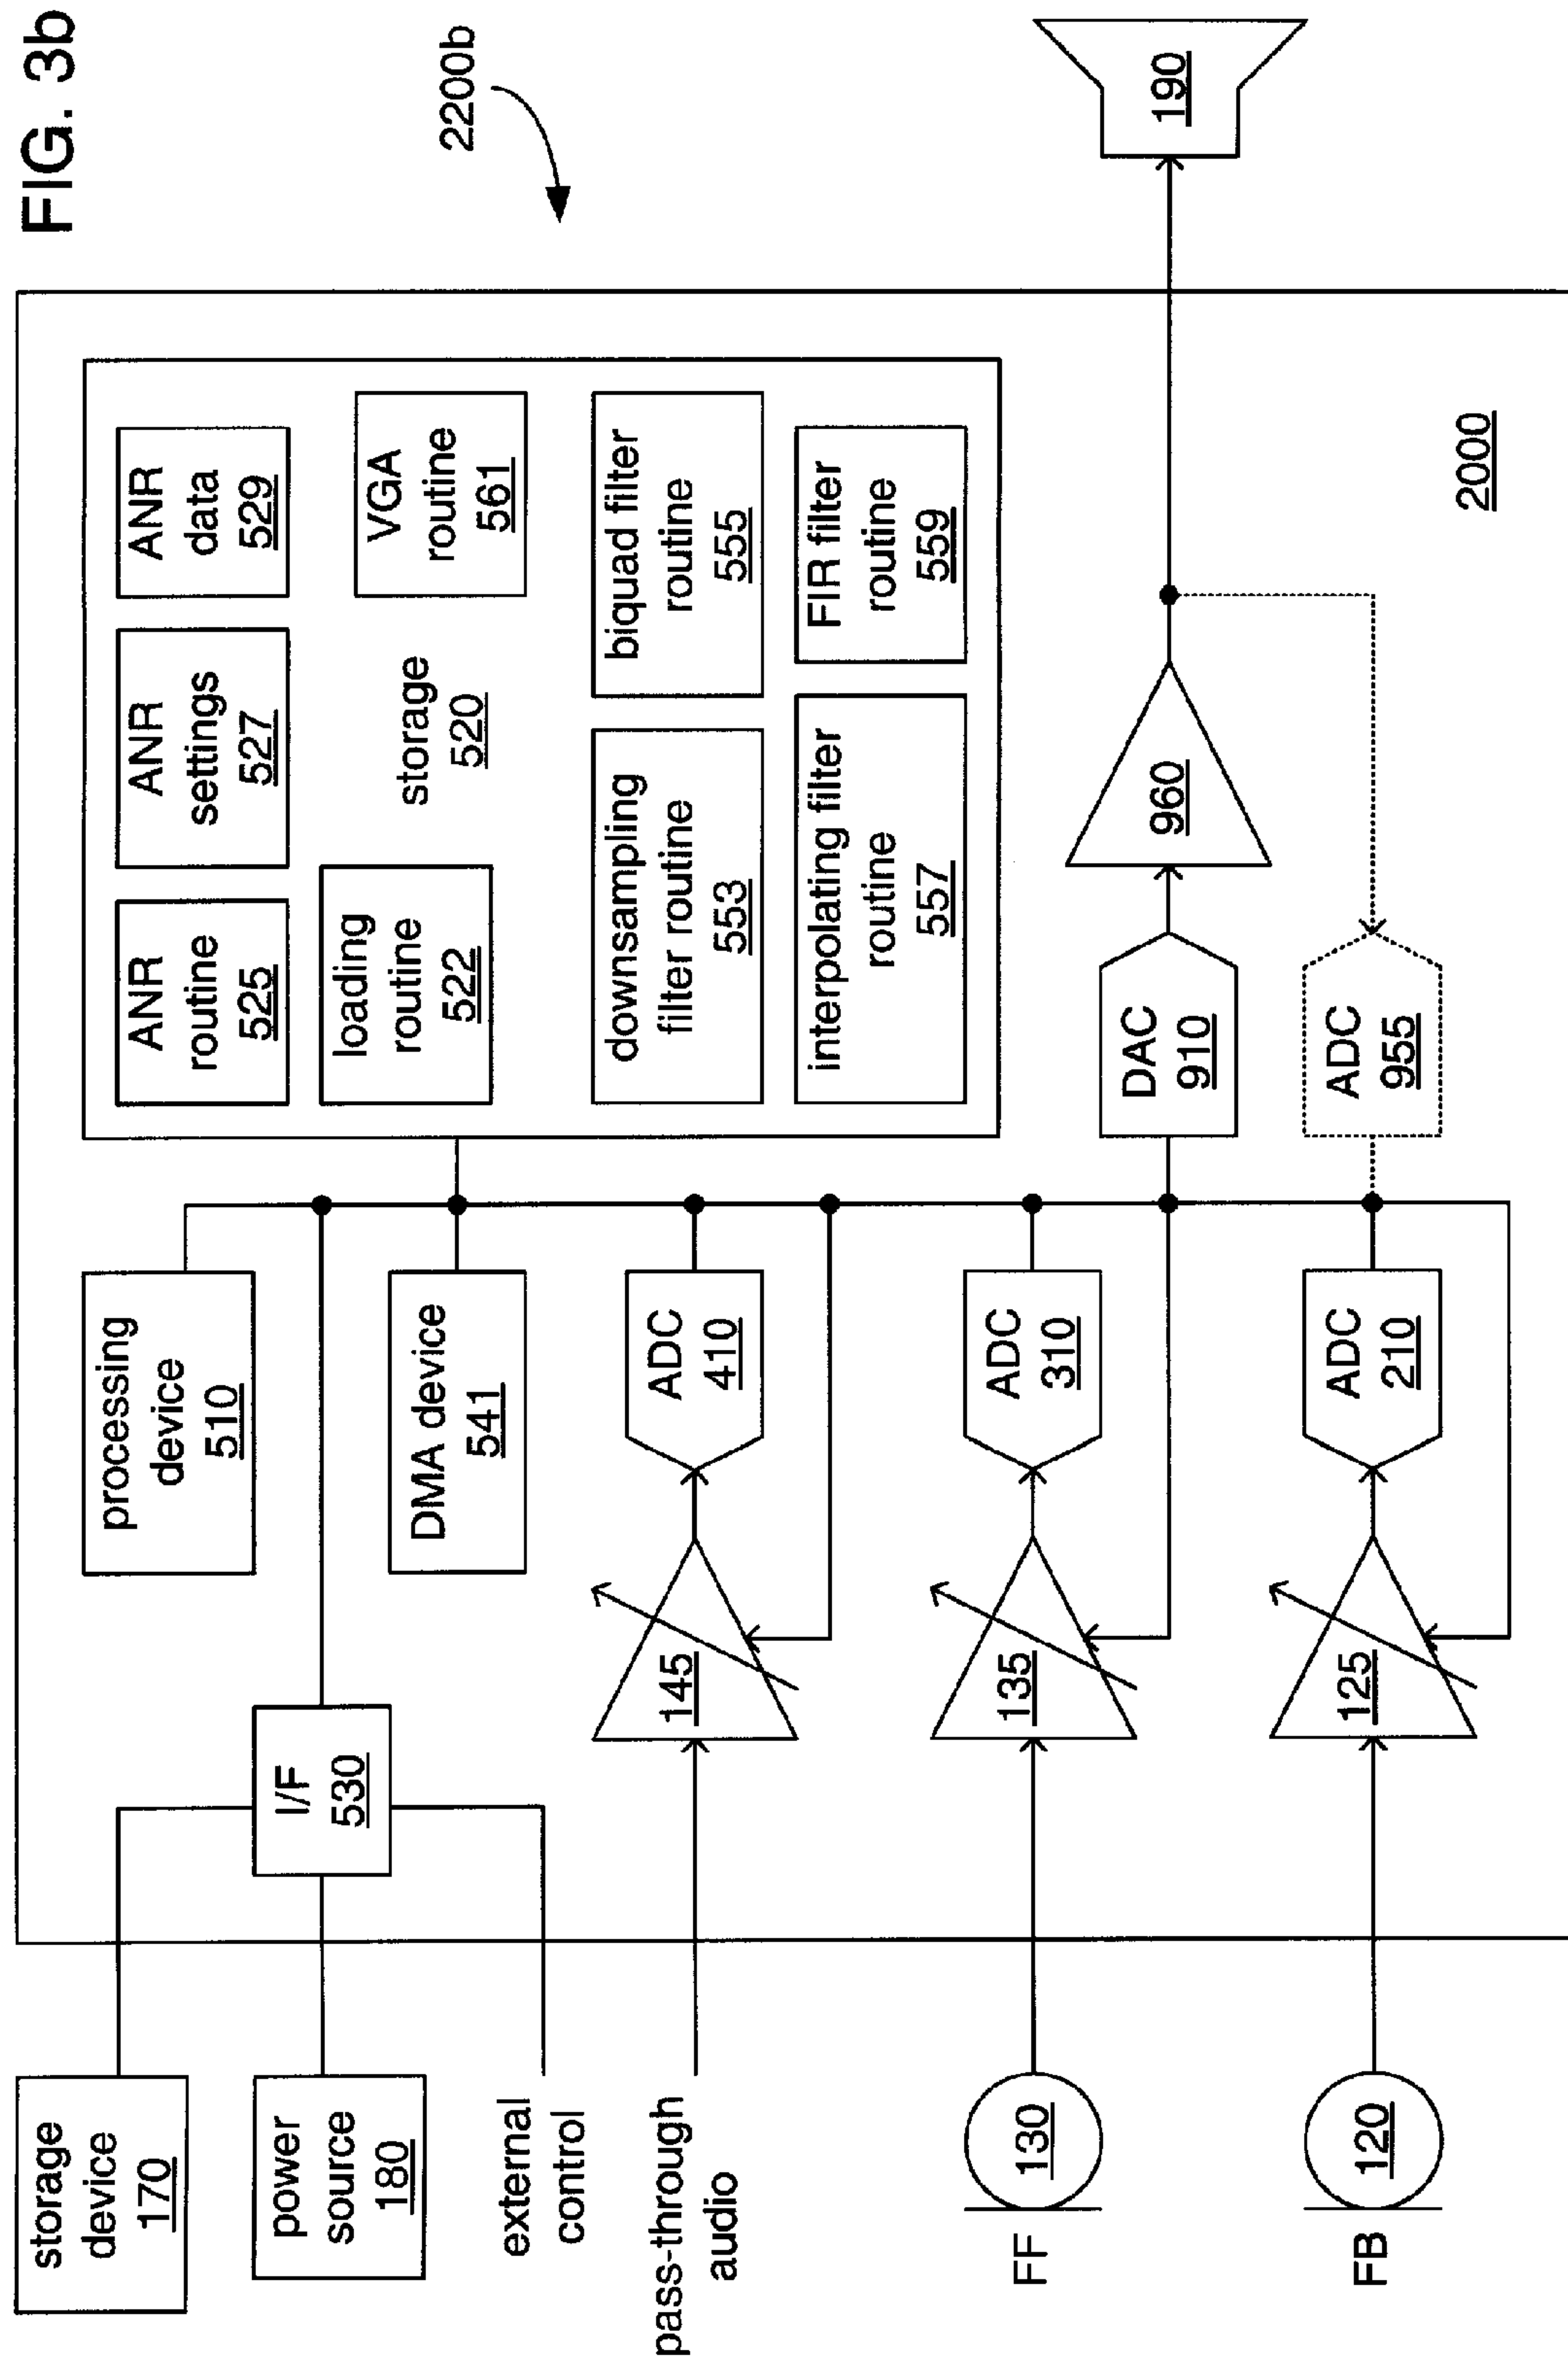 FIG. 3b
2200b
storage
device
170
power
source
180
external
control
pass-through
audio
FF
130
FB
120
I/F
530
processing
device
510
DMA device
541
145
ADC
410
135
ADC
310
125
ADC
210
ANR
routine
525
ANR
settings
527
ANR
data
529
loading
routine
522
storage
520
VGA
routine
561
downsampling
filter routine
553
biquad filter
routine
555
interpolating filter
routine
557
FIR filter
routine
559
DAC
910
960
ADC
955
190
2000